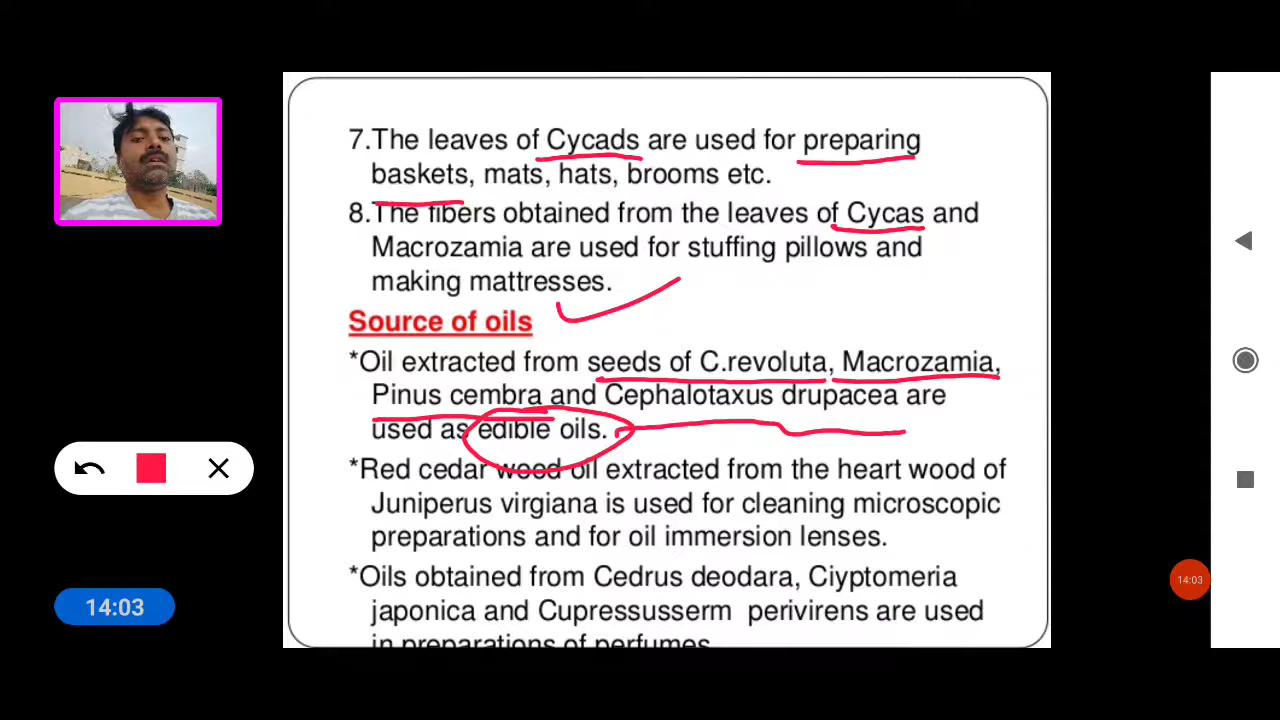 7.The leaves of Cycads are used for preparing
baskets, mats, hats, brooms etc.
8.The fibers obtained from the leaves of Cycas and
Macrozamia are used for stuffing pillows and
making mattresses.
Source of oils
*Oil extracted from seeds of C.revoluta, Macrozamia,
Pinus cembra and Cephalotaxus drupacea are
used as edible oils.
*Red cedar wood oil extracted from the heart wood of
Juniperus virgiana is used for cleaning microscopic
preparations and for oil immersion lenses.
*Oils obtained from Cedrus deodara, Ciyptomeria
japonica and Cupressusserm perivirens are used
in preparations of perfumes
14:03
14:03